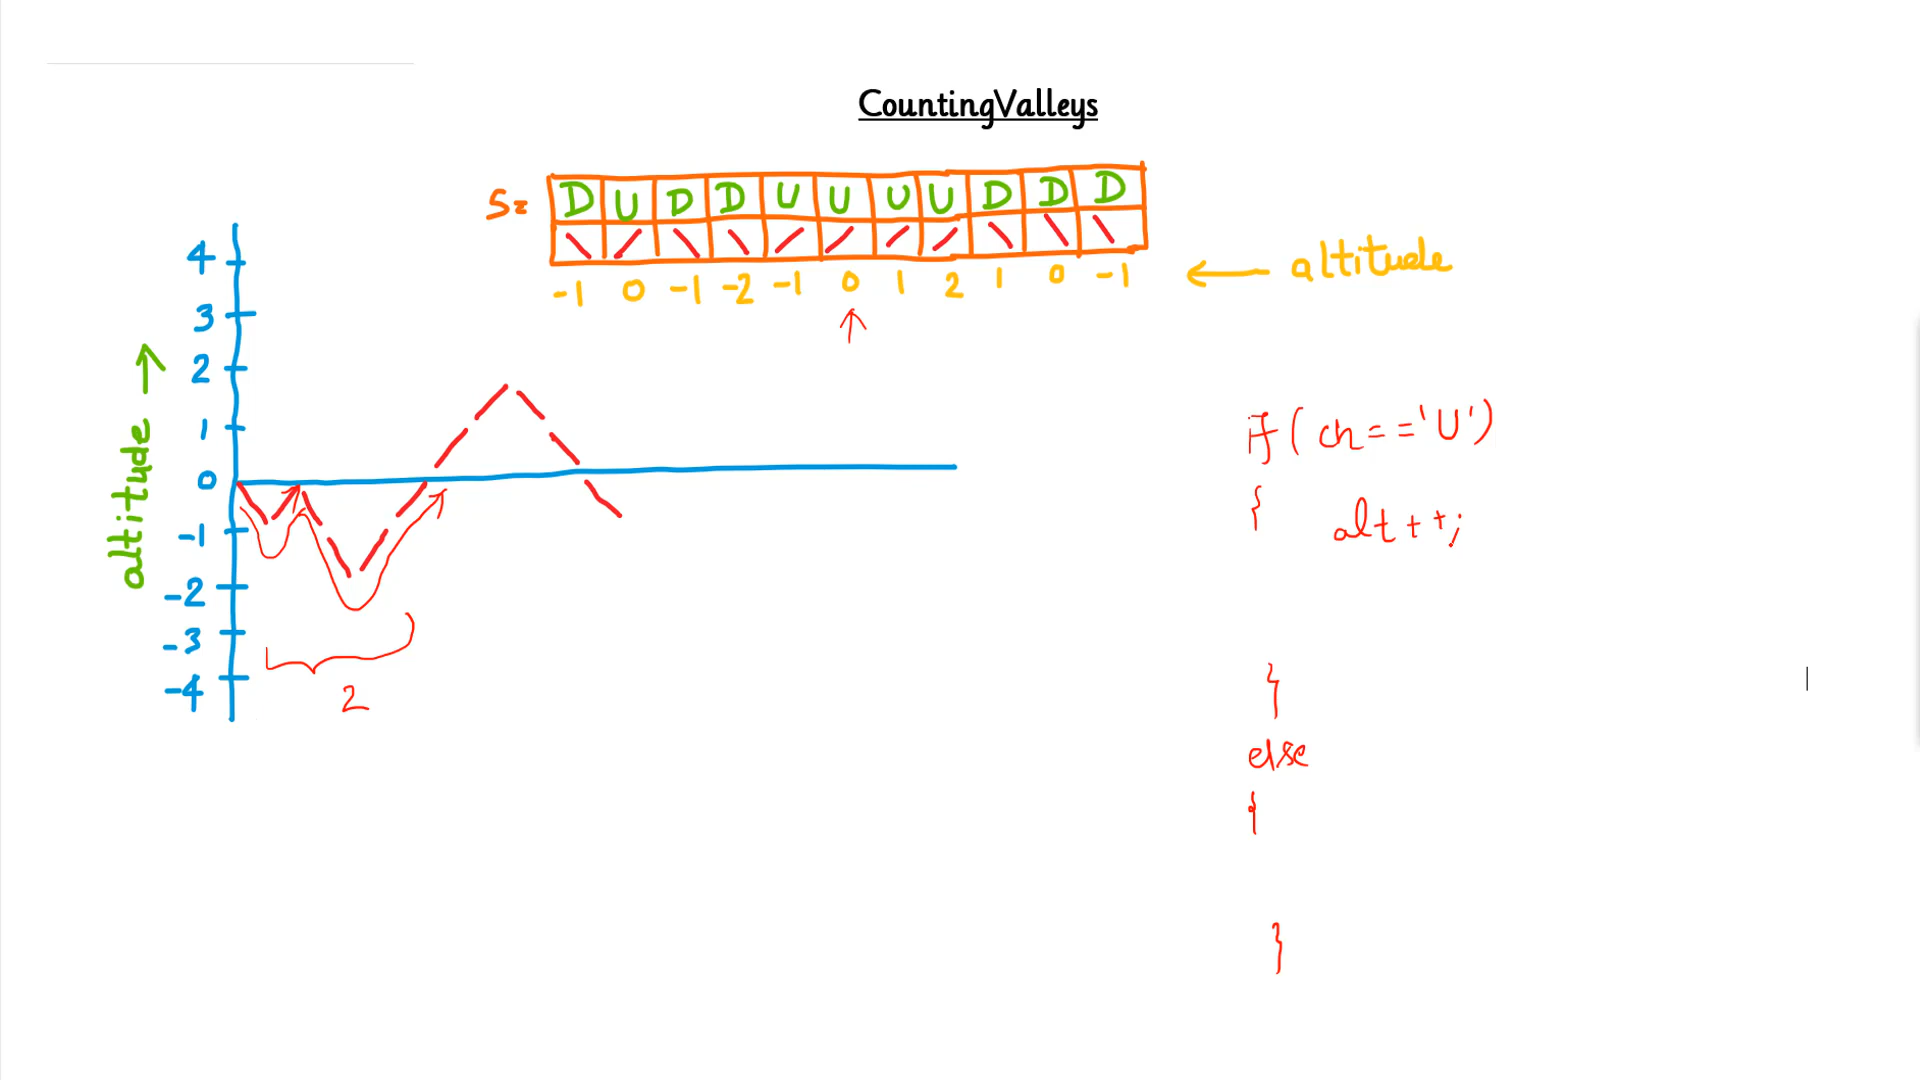 CountingValleys
S= D U D D U U U U D D D
-1 0 -1 -2 -1 0 1 2 1 0 -1 ← altitude
altitude →
4
3
2
1
0
-1
-2
-3
-4
2
if(ch=='U')
{ alt++;
}
else
{
}